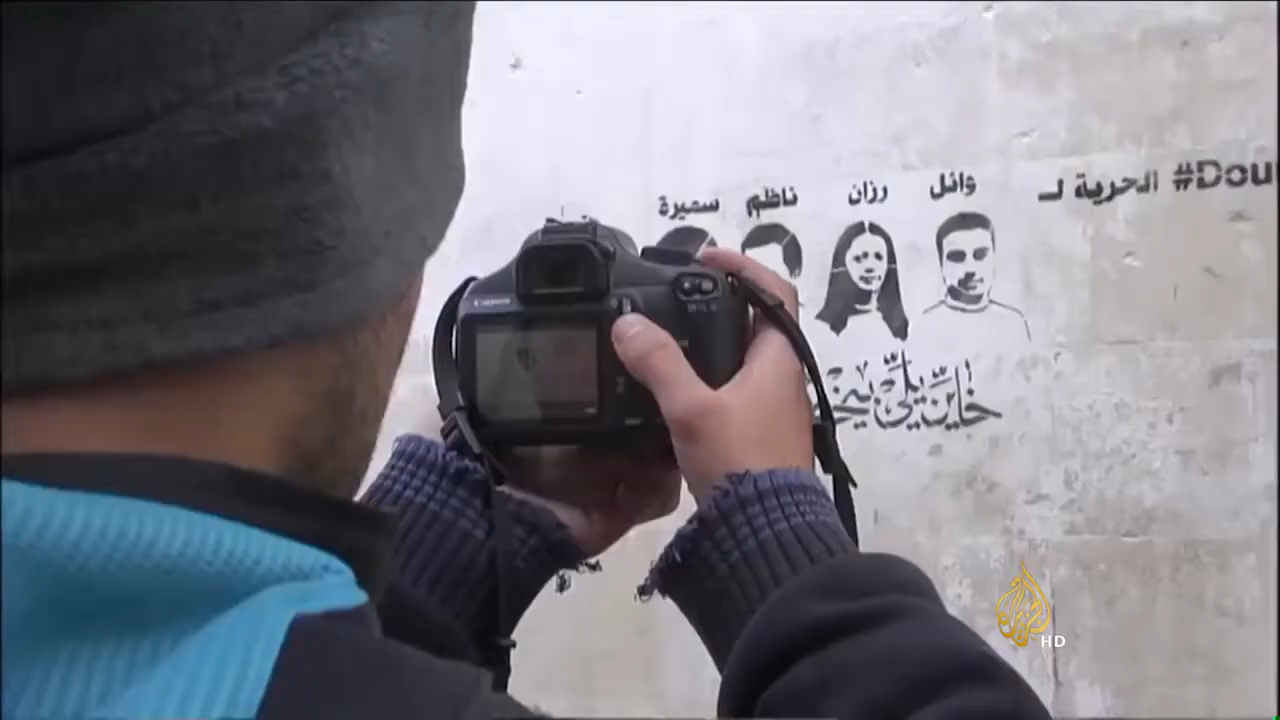 الحرية لـ #Dou
وائل رزان ناظم سميرة
خاين يلي
HD